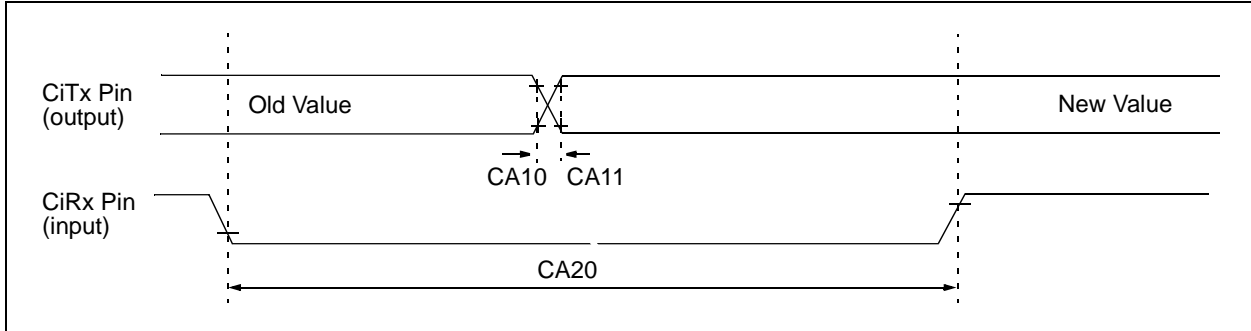 CiTx Pin
(output)
Old Value
New Value
CA10 CA11
CiRx Pin
(input)
CA20